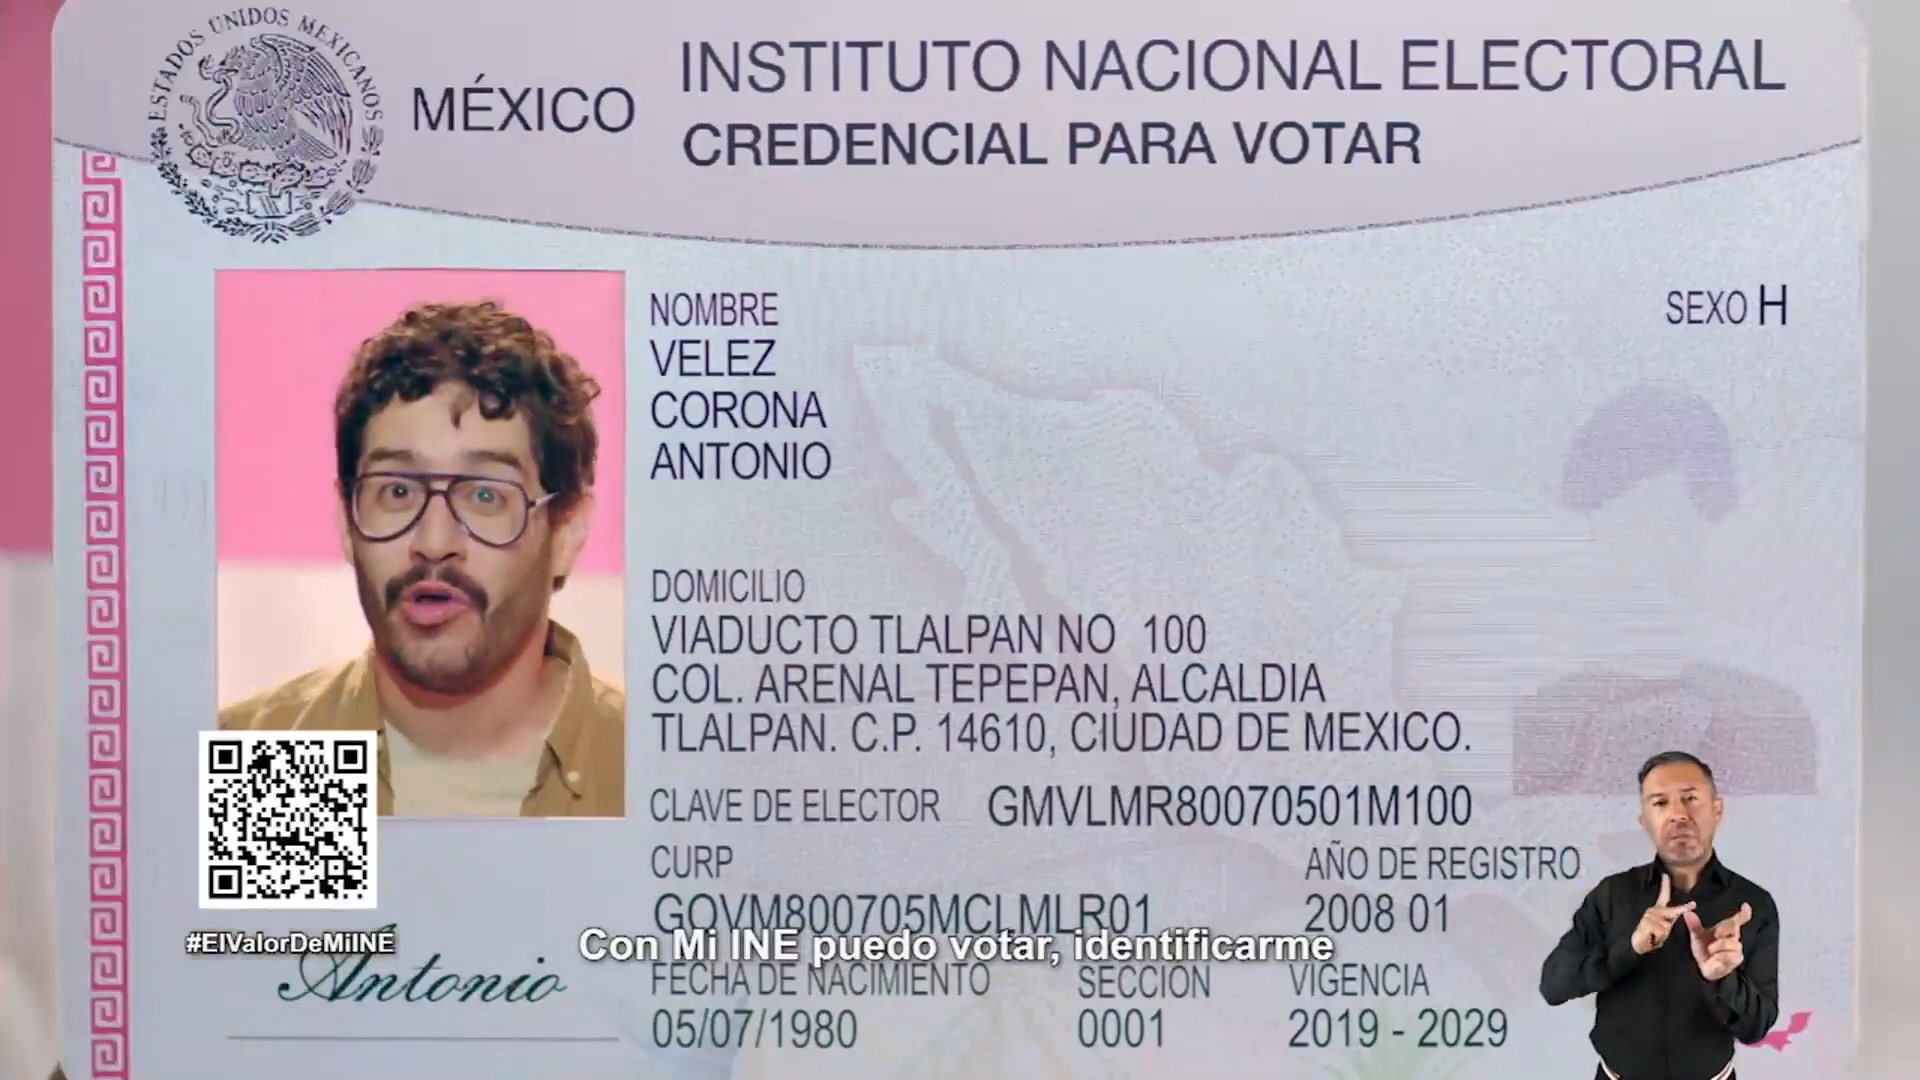 ESTADOS UNIDOS MEXICANOS
MÉXICO
INSTITUTO NACIONAL ELECTORAL
CREDENCIAL PARA VOTAR
NOMBRE
VELEZ
CORONA
ANTONIO
SEXO H
DOMICILIO
VIADUCTO TLALPAN NO 100
COL. ARENAL TEPEPAN, ALCALDIA
TLALPAN. C.P. 14610, CIUDAD DE MEXICO.
CLAVE DE ELECTOR GMVLMR80070501M100
CURP
GOVM800705MCLMLR01
AÑO DE REGISTRO
2008 01
#ElValorDeMiINE
Antonio
Con Mi INE puedo votar, identificarme
FECHA DE NACIMIENTO
05/07/1980
SECCIÓN
0001
VIGENCIA
2019 - 2029